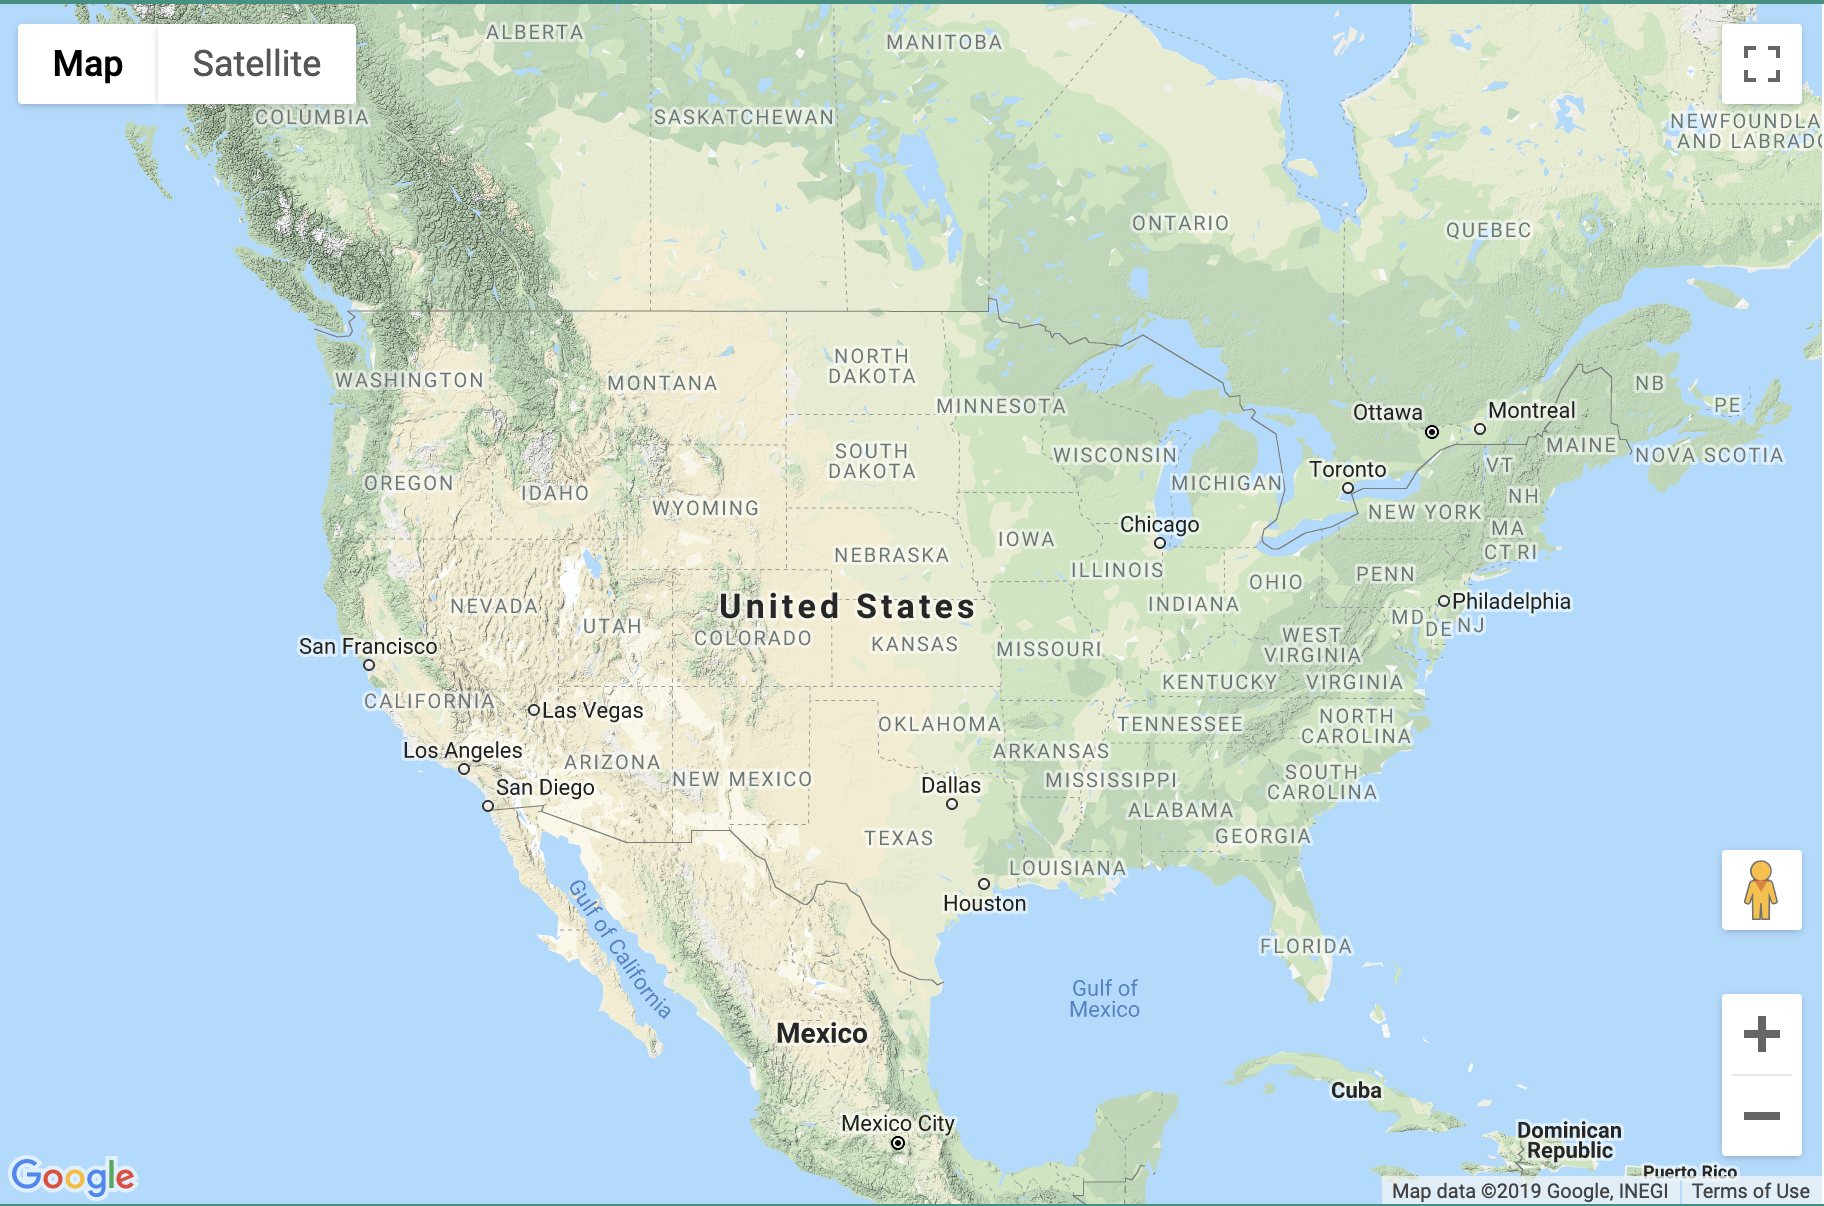 ALBERTA
MANITOBA
Map
Satellite
COLUMBIA
SASKATCHEWAN
NEWFOUNDLA
AND LABRADO
ONTARIO
QUEBEC
NORTH
DAKOTA
WASHINGTON
MONTANA
NB
MINNESOTA
PE
Ottawa
Montreal
MAINE
SOUTH
DAKOTA
WISCONSIN
NOVA SCOTIA
VT
Toronto
OREGON
IDAHO
MICHIGAN
NH
WYOMING
NEW YORK
Chicago
MA
IOWA
CT
RI
NEBRASKA
ILLINOIS
PENN
OHIO
United States
NEVADA
INDIANA
Philadelphia
MD
DE
NJ
UTAH
COLORADO
KANSAS
MISSOURI
WEST
VIRGINIA
San Francisco
KENTUCKY
VIRGINIA
CALIFORNIA
Las Vegas
OKLAHOMA
TENNESSEE
NORTH
CAROLINA
Los Angeles
ARIZONA
ARKANSAS
NEW MEXICO
MISSISSIPPI
SOUTH
CAROLINA
San Diego
Dallas
ALABAMA
TEXAS
GEORGIA
LOUISIANA
Houston
Gulf of California
FLORIDA
Gulf of
Mexico
Mexico
Cuba
Mexico City
Dominican
Republic
Puerto Rico
Google
Map data ©2019 Google, INEGI
Terms of Use